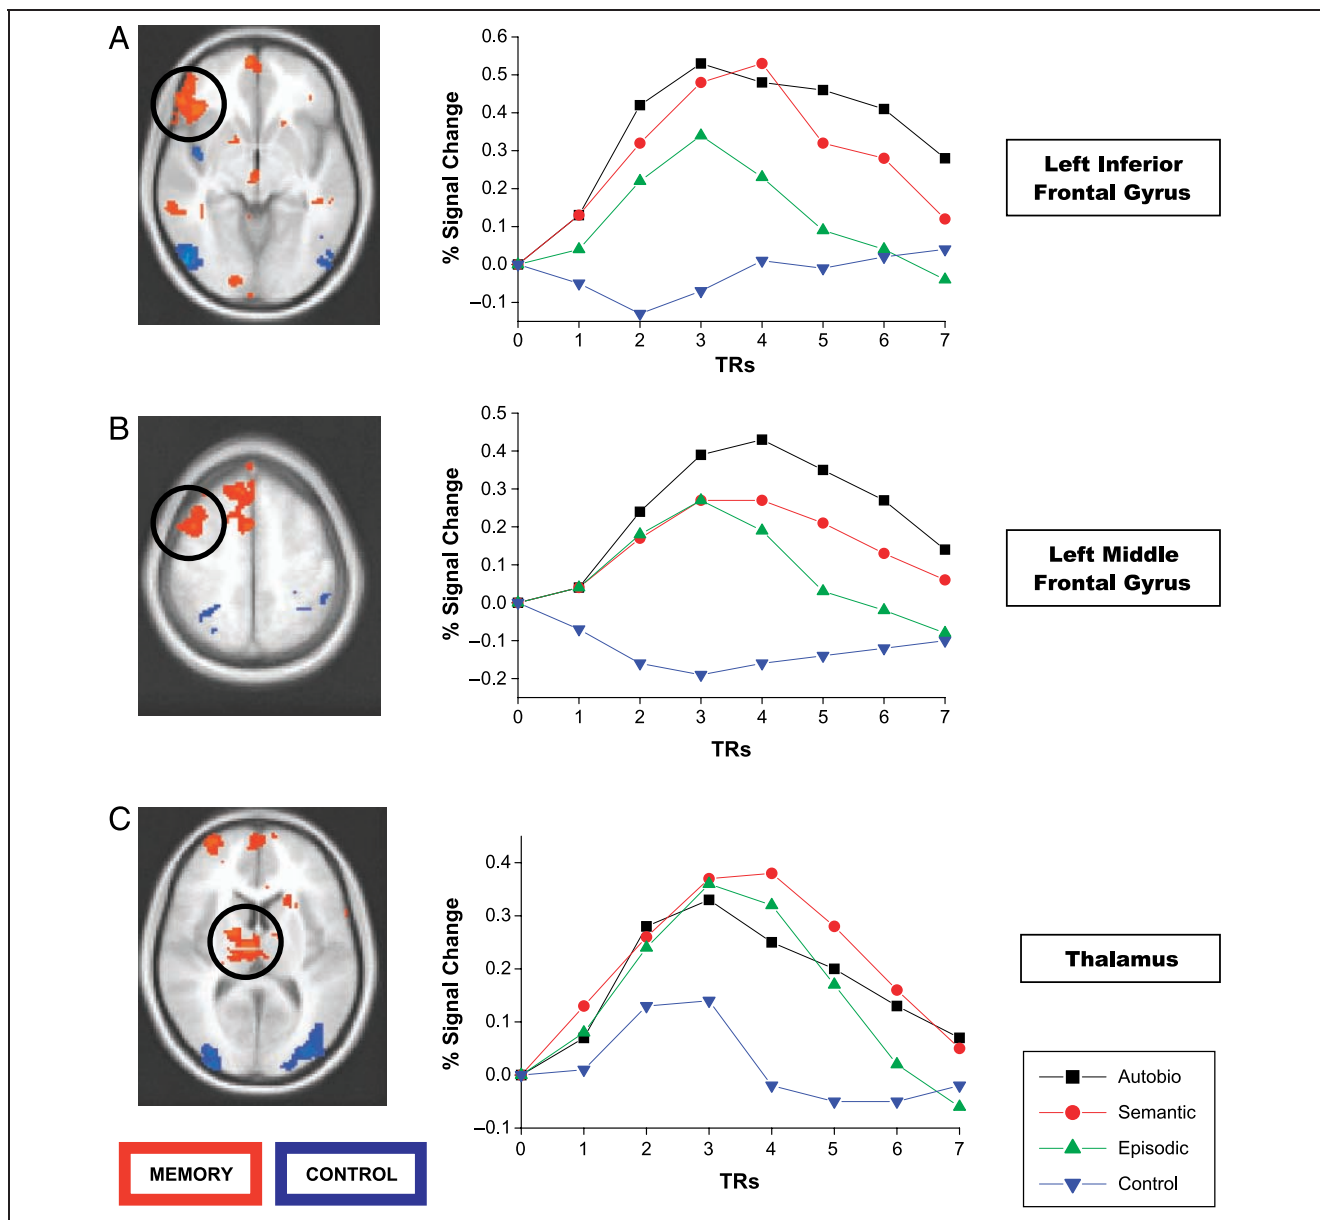 A
0.6
0.5
0.4
0.3
0.2
0.1
0.0
–0.1
% Signal Change
0 1 2 3 4 5 6 7
TRs
Left Inferior
Frontal Gyrus
B
0.5
0.4
0.3
0.2
0.1
0.0
–0.1
–0.2
% Signal Change
0 1 2 3 4 5 6 7
TRs
Left Middle
Frontal Gyrus
C
0.4
0.3
0.2
0.1
0.0
–0.1
% Signal Change
0 1 2 3 4 5 6 7
TRs
Thalamus
Autobio
Semantic
Episodic
Control
MEMORY
CONTROL